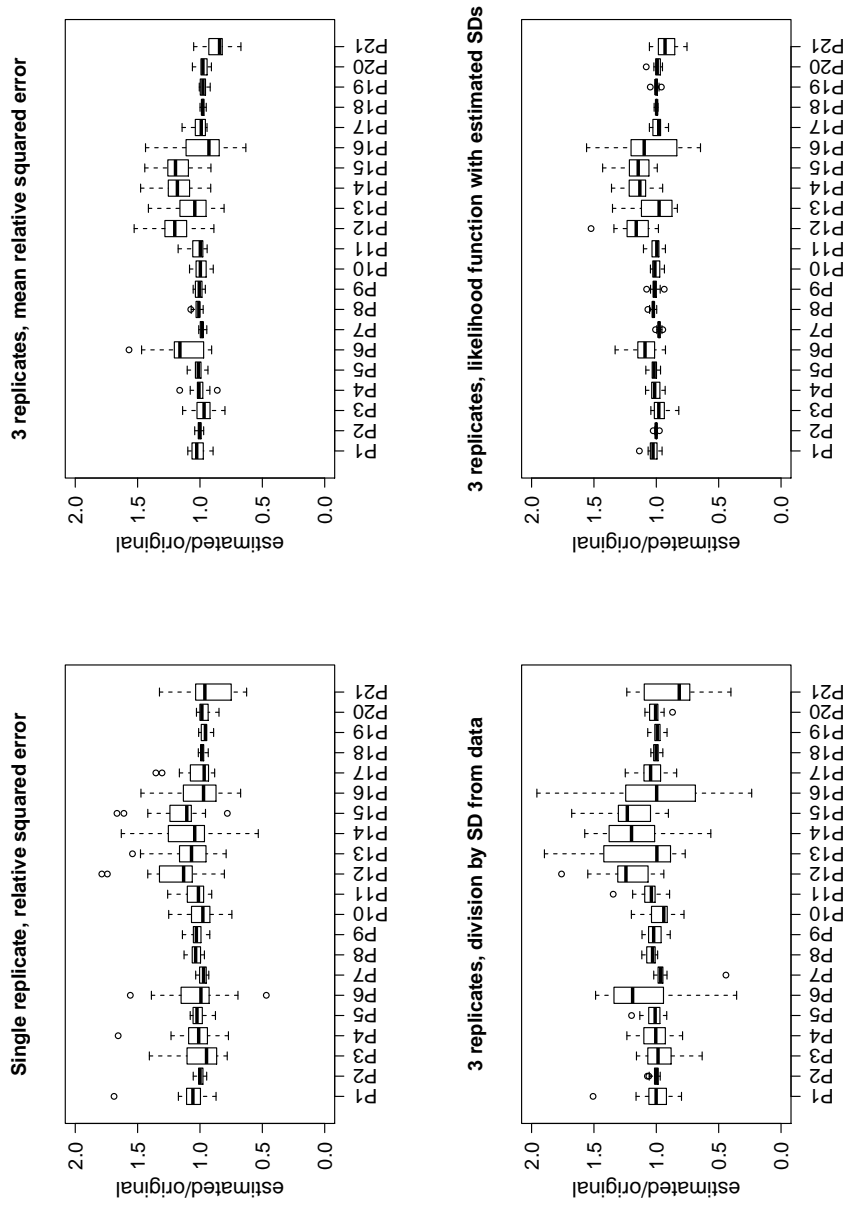 Single replicate, relative squared error
estimated/original
2.0
1.5
1.0
0.5
0.0
P1 P2 P3 P4 P5 P6 P7 P8 P9 P10 P11 P12 P13 P14 P15 P16 P17 P18 P19 P20 P21
3 replicates, mean relative squared error
estimated/original
2.0
1.5
1.0
0.5
0.0
P1 P2 P3 P4 P5 P6 P7 P8 P9 P10 P11 P12 P13 P14 P15 P16 P17 P18 P19 P20 P21
3 replicates, division by SD from data
estimated/original
2.0
1.5
1.0
0.5
0.0
P1 P2 P3 P4 P5 P6 P7 P8 P9 P10 P11 P12 P13 P14 P15 P16 P17 P18 P19 P20 P21
3 replicates, likelihood function with estimated SDs
estimated/original
2.0
1.5
1.0
0.5
0.0
P1 P2 P3 P4 P5 P6 P7 P8 P9 P10 P11 P12 P13 P14 P15 P16 P17 P18 P19 P20 P21